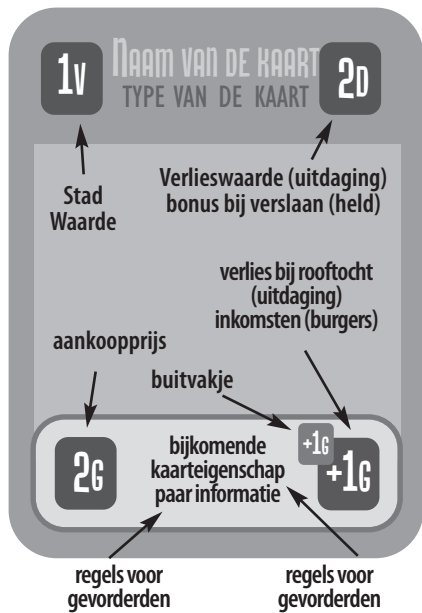 1V
Naam van de kaart
TYPE VAN DE KAART
2D
Stad
Waarde
Verlieswaarde (uitdaging)
bonus bij verslaan (held)
verlies bij rooftocht
(uitdaging)
inkomsten (burgers)
aankoopprijs
buitvakje
2G
bijkomende
kaarteigenschap
paar informatie
+1G
+1G
regels voor
gevorderden
regels voor
gevorderden